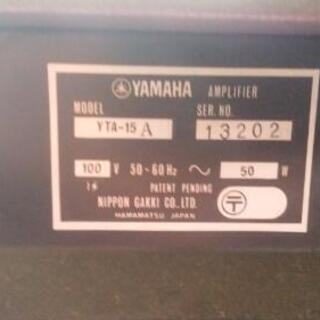 YAMAHA AMPLIFIER
MODEL SER. NO.
YTA-15 A 13202
100 V 50-60Hz ~ 50 W
PATENT PENDING
NIPPON GAKKI CO., LTD.
HAMAMATSU JAPAN
〒